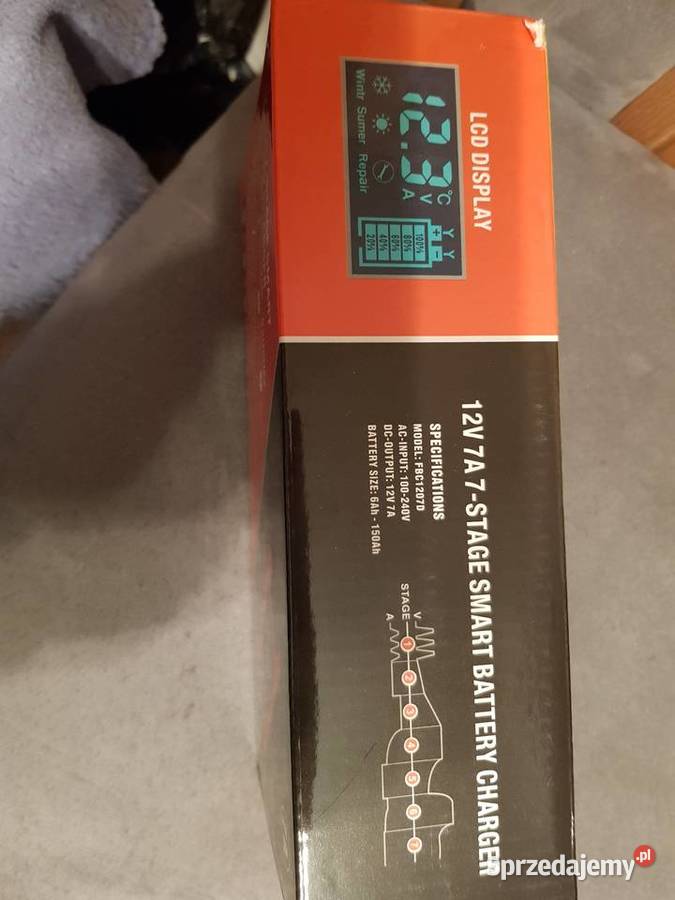 LCD DISPLAY
12.3
°C
V
A
Y Y
+ -
100%
80%
60%
40%
20%
Wintr Sumer Repair
12V 7A 7-STAGE SMART BATTERY CHARGER
SPECIFICATIONS
MODEL: FBC1207D
AC-INPUT: 100-240V
DC-OUTPUT: 12V 7A
BATTERY SIZE: 6Ah - 150Ah
V
STAGE 1 2 3 4 5 6 7
A
sprzedajemy.pl